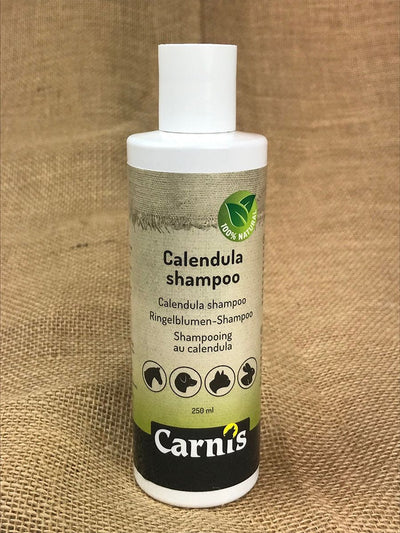 100% NATURAL
Calendula
shampoo
Calendula shampoo
Ringelblumen-Shampoo
Shampooing
au calendula
250 ml
Carnis